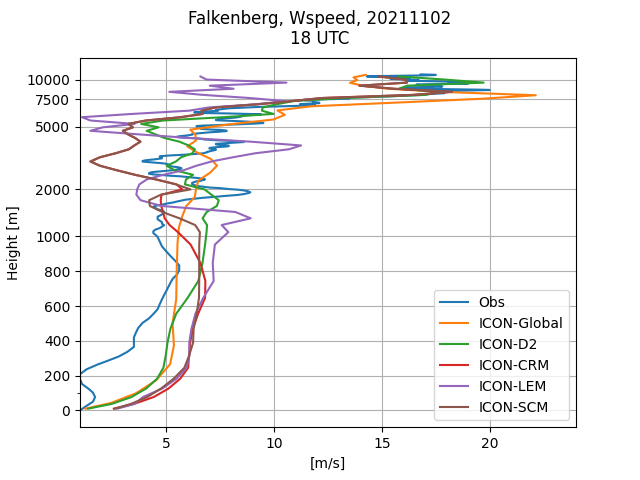 Falkenberg, Wspeed, 20211102
18 UTC
10000
7500
5000
2000
1000
800
600
400
200
0
Height [m]
Obs
ICON-Global
ICON-D2
ICON-CRM
ICON-LEM
ICON-SCM
5
10
15
20
[m/s]